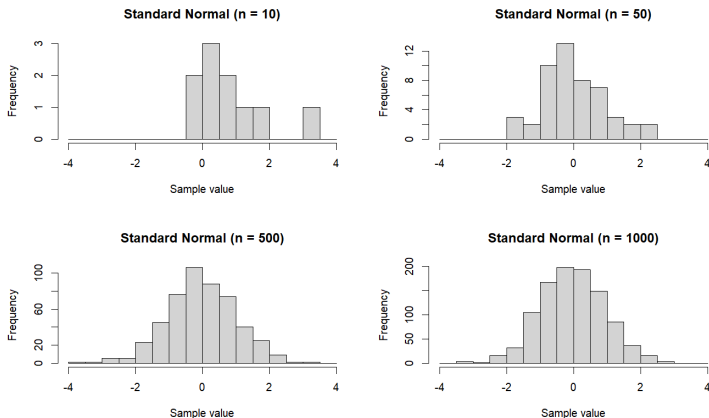 Standard Normal (n = 10)
Frequency
3
2
1
0
-4 -2 0 2 4
Sample value
Standard Normal (n = 50)
Frequency
12
8
4
0
-4 -2 0 2 4
Sample value
Standard Normal (n = 500)
Frequency
100
60
20
0
-4 -2 0 2 4
Sample value
Standard Normal (n = 1000)
Frequency
200
100
50
0
-4 -2 0 2 4
Sample value